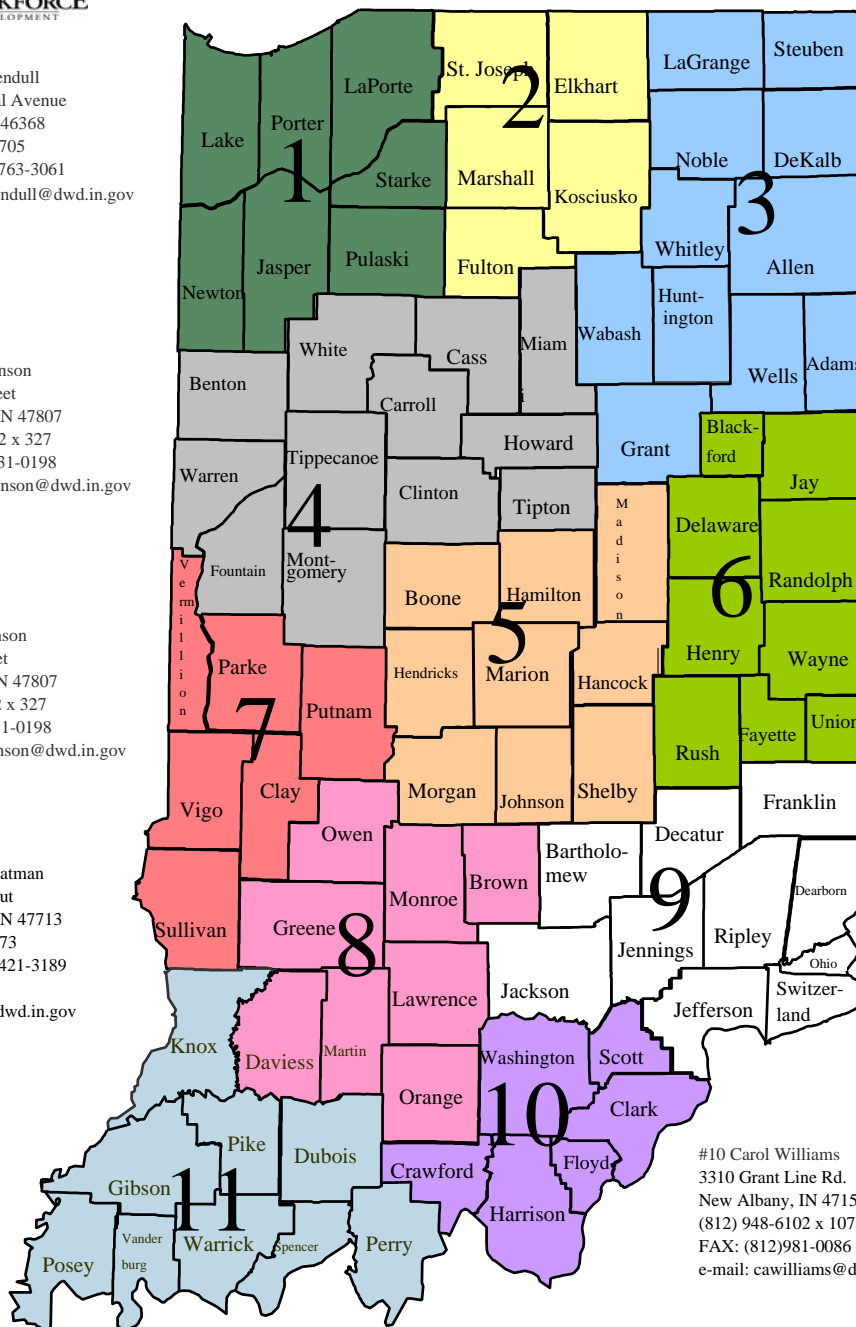 #10 Carol Williams
3310 Grant Line Rd.
New Albany, IN 4715
(812) 948-6102 x 107
FAX: (812)981-0086
e-mail: cawilliams@d
endull
l Avenue
46368
705
763-3061
ndull@dwd.in.gov
nson
eet
N 47807
2 x 327
31-0198
nson@dwd.in.gov
nson
et
N 47807
2 x 327
1-0198
nson@dwd.in.gov
atman
ut
N 47713
73
421-3189
dwd.in.gov
RKFORCE
ELOPMENT
LaPorte
Lake
Porter
1
Starke
Newton
Jasper
Pulaski
St. Joseph
2
Elkhart
Marshall
Kosciusko
Fulton
LaGrange
Steuben
Noble
DeKalb
3
Whitley
Allen
Hunt-
ington
Wabash
Wells
Adams
Grant
White
Cass
Miam
i
Benton
Carroll
Howard
Warren
Tippecanoe
Clinton
Tipton
4
Fountain
Mont-
gomery
Black-
ford
Jay
Delaware
6
Randolph
Henry
Wayne
Rush
Fayette
Union
Madison
Boone
Hamilton
5
Hendricks
Marion
Hancock
Morgan
Johnson
Shelby
Vermillion
Parke
Putnam
7
Vigo
Clay
Sullivan
Owen
Monroe
Brown
Greene
8
Lawrence
Daviess
Martin
Orange
Franklin
Decatur
Bartholo-
mew
9
Dearborn
Jennings
Ripley
Ohio
Jackson
Jefferson
Switzer-
land
Washington
Scott
10
Clark
Crawford
Floyd
Harrison
Knox
Pike
Dubois
Gibson
11
Posey
Vander
burg
Warrick
Spencer
Perry